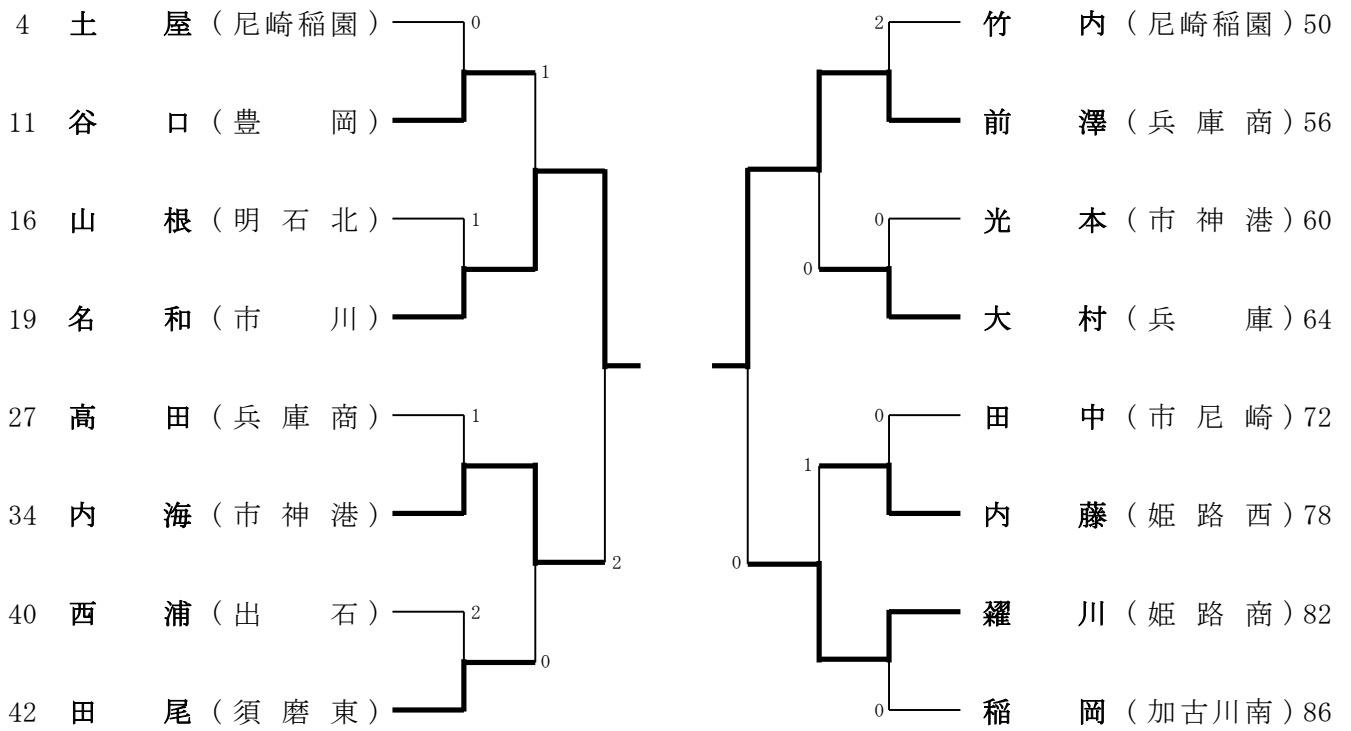 4 土 屋 ( 尼崎稲園 ) 0
1
11 谷 口 ( 豊 岡 )
16 山 根 ( 明 石 北 ) 1
19 名 和 ( 市 川 )
27 高 田 ( 兵 庫 商 ) 1
34 内 海 ( 市 神 港 )
2
40 西 浦 ( 出 石 ) 2
0
42 田 尾 ( 須 磨 東 )
2 竹 内 ( 尼崎稲園 ) 50
前 澤 ( 兵 庫 商 ) 56
0 光 本 ( 市 神 港 ) 60
0
大 村 ( 兵 庫 ) 64
0 田 中 ( 市 尼 崎 ) 72
1
内 藤 ( 姫 路 西 ) 78
0
川 ( 姫 路 商 ) 82
0 稲 岡 ( 加古川南 ) 86